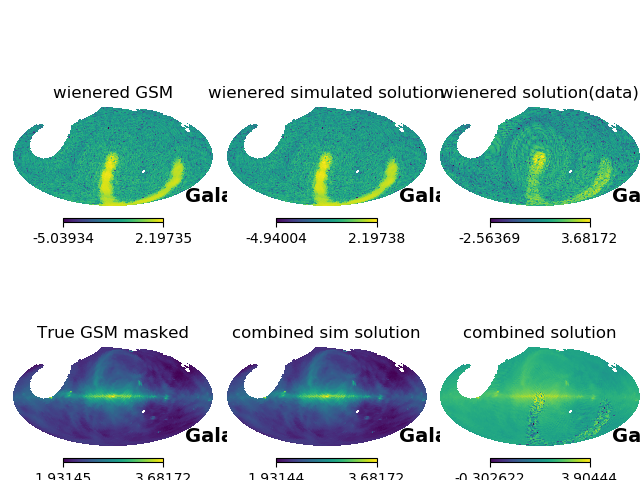 wienered GSM
wienered simulated solution
wienered solution(data)
Gala
Gala
Ga
-5.03934 2.19735
-4.94004 2.19738
-2.56369 3.68172
True GSM masked
combined sim solution
combined solution
Gala
Gala
Ga
1.93145 3.68172
1.93144 3.68172
-0.302622 3.90444